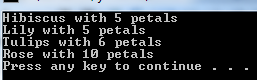 Hibiscus with 5 petals
Lily with 5 petals
Tulips with 6 petals
Rose with 10 petals
Press any key to continue . . .